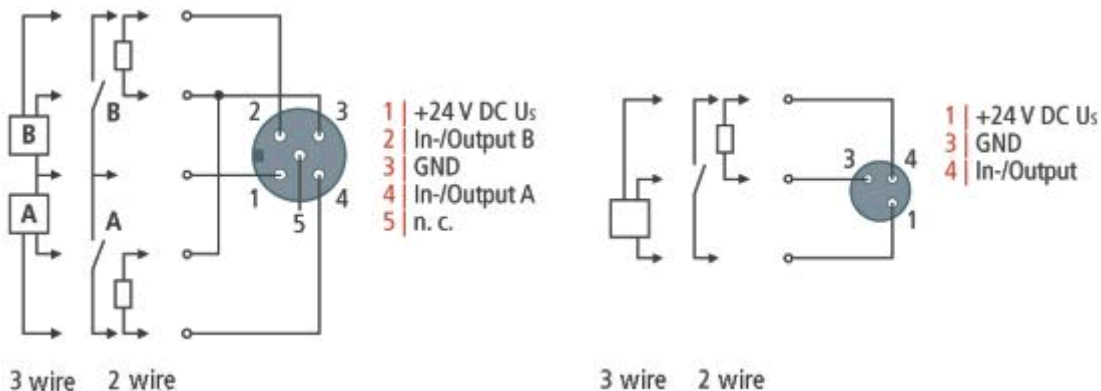 B
A
B
A
2
3
1
4
5
1 | +24 V DC Us
2 | In-/Output B
3 | GND
4 | In-/Output A
5 | n. c.
3 wire 2 wire
3
4
1
1 | +24 V DC Us
3 | GND
4 | In-/Output
3 wire 2 wire